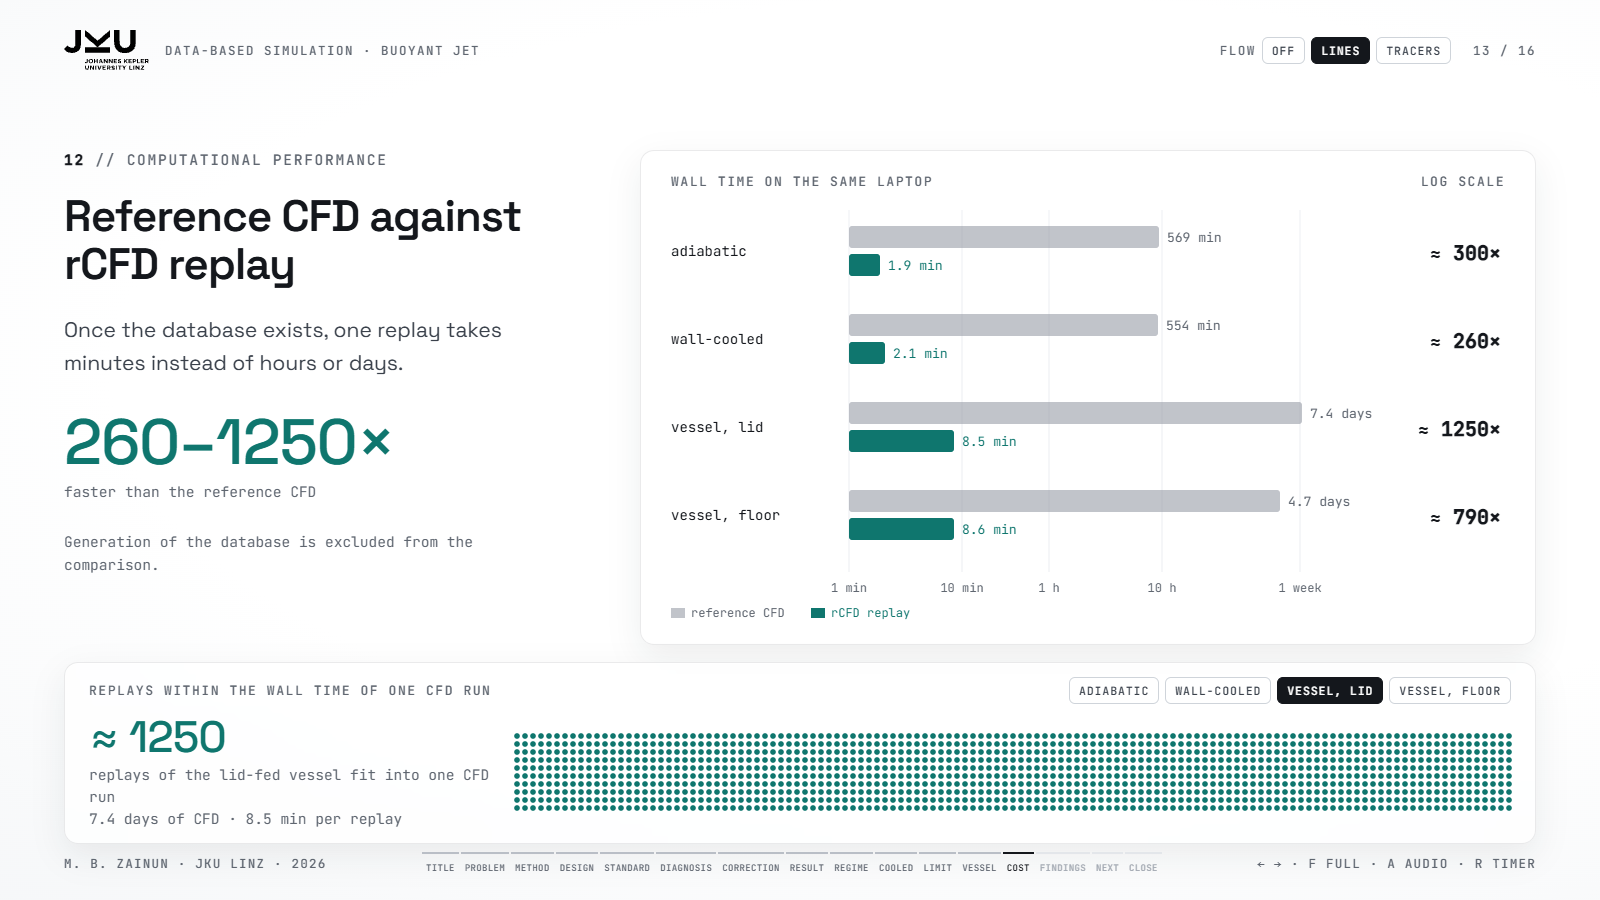 JKU
JOHANNES KEPLER
UNIVERSITY LINZ
DATA-BASED SIMULATION · BUOYANT JET
FLOW OFF LINES TRACERS 13 / 16
12 // COMPUTATIONAL PERFORMANCE
Reference CFD against
rCFD replay
Once the database exists, one replay takes
minutes instead of hours or days.
260–1250×
faster than the reference CFD
Generation of the database is excluded from the
comparison.
WALL TIME ON THE SAME LAPTOP LOG SCALE
adiabatic 569 min 1.9 min ≈ 300×
wall-cooled 554 min 2.1 min ≈ 260×
vessel, lid 7.4 days 8.5 min ≈ 1250×
vessel, floor 4.7 days 8.6 min ≈ 790×
1 min 10 min 1 h 10 h 1 week
reference CFD rCFD replay
REPLAYS WITHIN THE WALL TIME OF ONE CFD RUN
ADIABATIC WALL-COOLED VESSEL, LID VESSEL, FLOOR
≈ 1250
replays of the lid-fed vessel fit into one CFD
run
7.4 days of CFD · 8.5 min per replay
M. B. ZAINUN · JKU LINZ · 2026
TITLE PROBLEM METHOD DESIGN STANDARD DIAGNOSIS CORRECTION RESULT REGIME COOLED LIMIT VESSEL COST FINDINGS NEXT CLOSE
← → · F FULL · A AUDIO · R TIMER